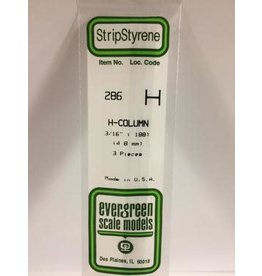 StripStyrene
Item No. Loc. Code
286 H
H-COLUMN
3/16" (.188)
(4.8 mm)
3 Pieces
Made in U.S.A.
evergreen
scale models
Des Plaines, IL 60018